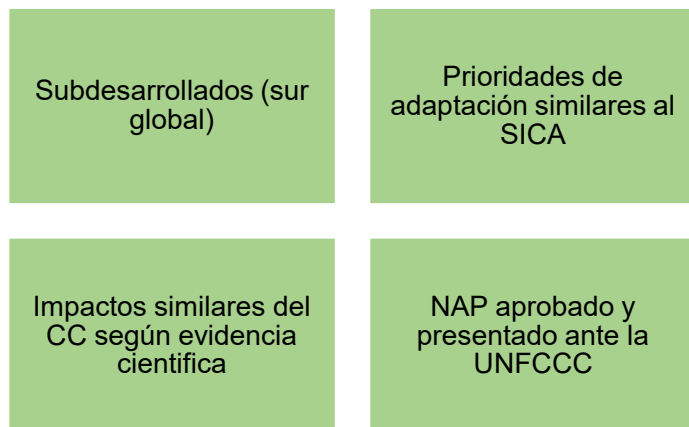 Subdesarrollados (sur
global)
Prioridades de
adaptación similares al
SICA
Impactos similares del
CC según evidencia
cientifica
NAP aprobado y
presentado ante la
UNFCCC